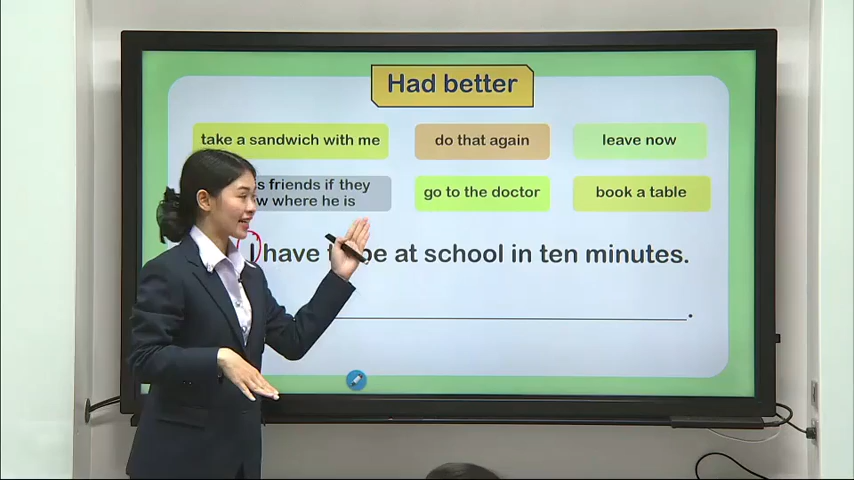 Had better
take a sandwich with me
do that again
leave now
friends if they
where he is
go to the doctor
book a table
I have be at school in ten minutes.
.